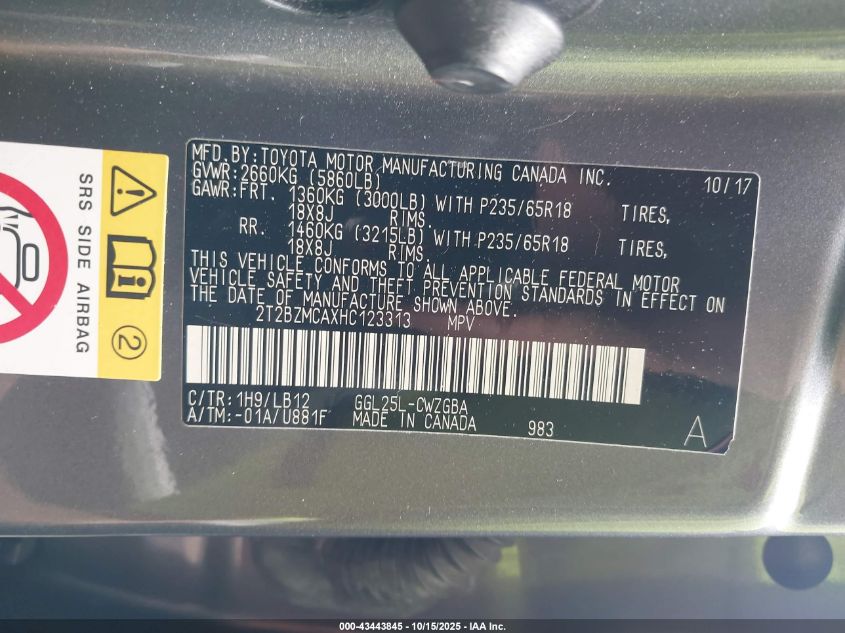 MFD.BY:TOYOTA MOTOR MANUFACTURING CANADA INC. 10/17
GVWR:2660KG (5860LB)
GAWR:FRT. 1360KG (3000LB) WITH P235/65R18 TIRES,
18X8J RIMS.
RR. 1460KG (3215LB) WITH P235/65R18 TIRES,
18X8J RIMS.
THIS VEHICLE CONFORMS TO ALL APPLICABLE FEDERAL MOTOR
VEHICLE SAFETY AND THEFT PREVENTION STANDARDS IN EFFECT ON
THE DATE OF MANUFACTURE SHOWN ABOVE.
2T2BZMCAXHC123313 MPV
C/TR:1H9/LB12 GGL25L-CWZGBA
A/TM:-01A/U881F MADE IN CANADA 983
A
SRS SIDE AIRBAG
2
000-43443845 - 10/15/2025 - IAA Inc.